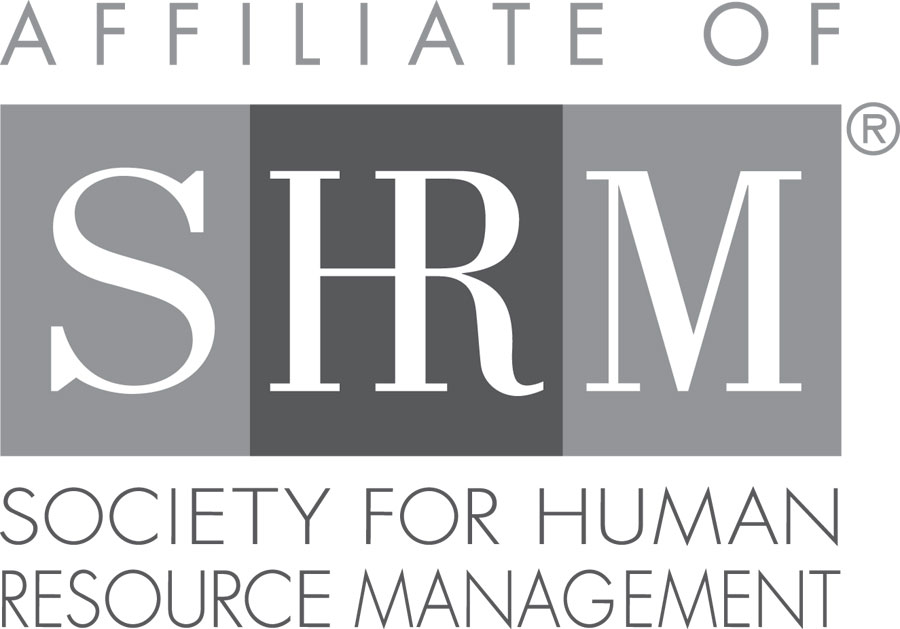 AFFILIATE OF
SHRM®
SOCIETY FOR HUMAN
RESOURCE MANAGEMENT